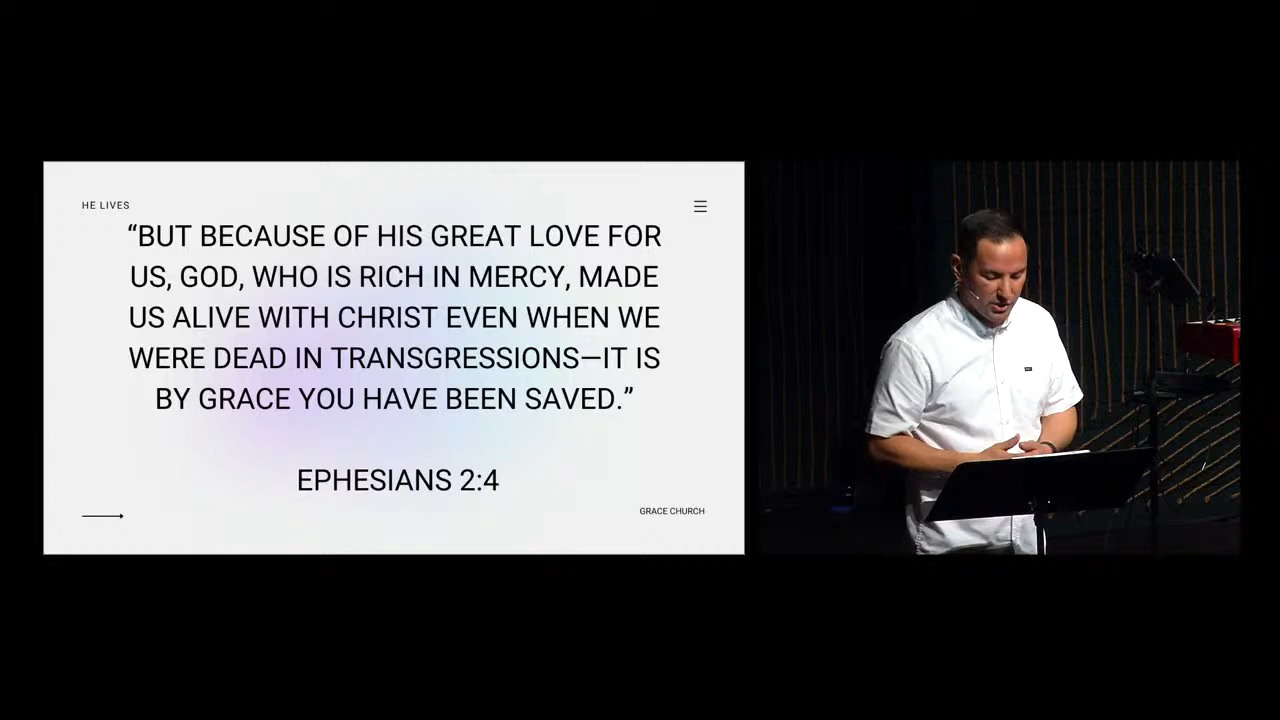 HE LIVES
“BUT BECAUSE OF HIS GREAT LOVE FOR
US, GOD, WHO IS RICH IN MERCY, MADE
US ALIVE WITH CHRIST EVEN WHEN WE
WERE DEAD IN TRANSGRESSIONS—IT IS
BY GRACE YOU HAVE BEEN SAVED.”
EPHESIANS 2:4
GRACE CHURCH